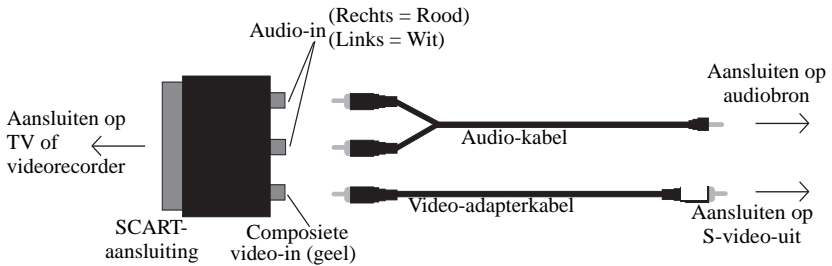 Audio-in
(Rechts = Rood)
(Links = Wit)
Aansluiten op
audiobron
Aansluiten op
TV of
videorecorder
Audio-kabel
Video-adapterkabel
SCART-
aansluiting
Composiete
video-in (geel)
Aansluiten op
S-video-uit